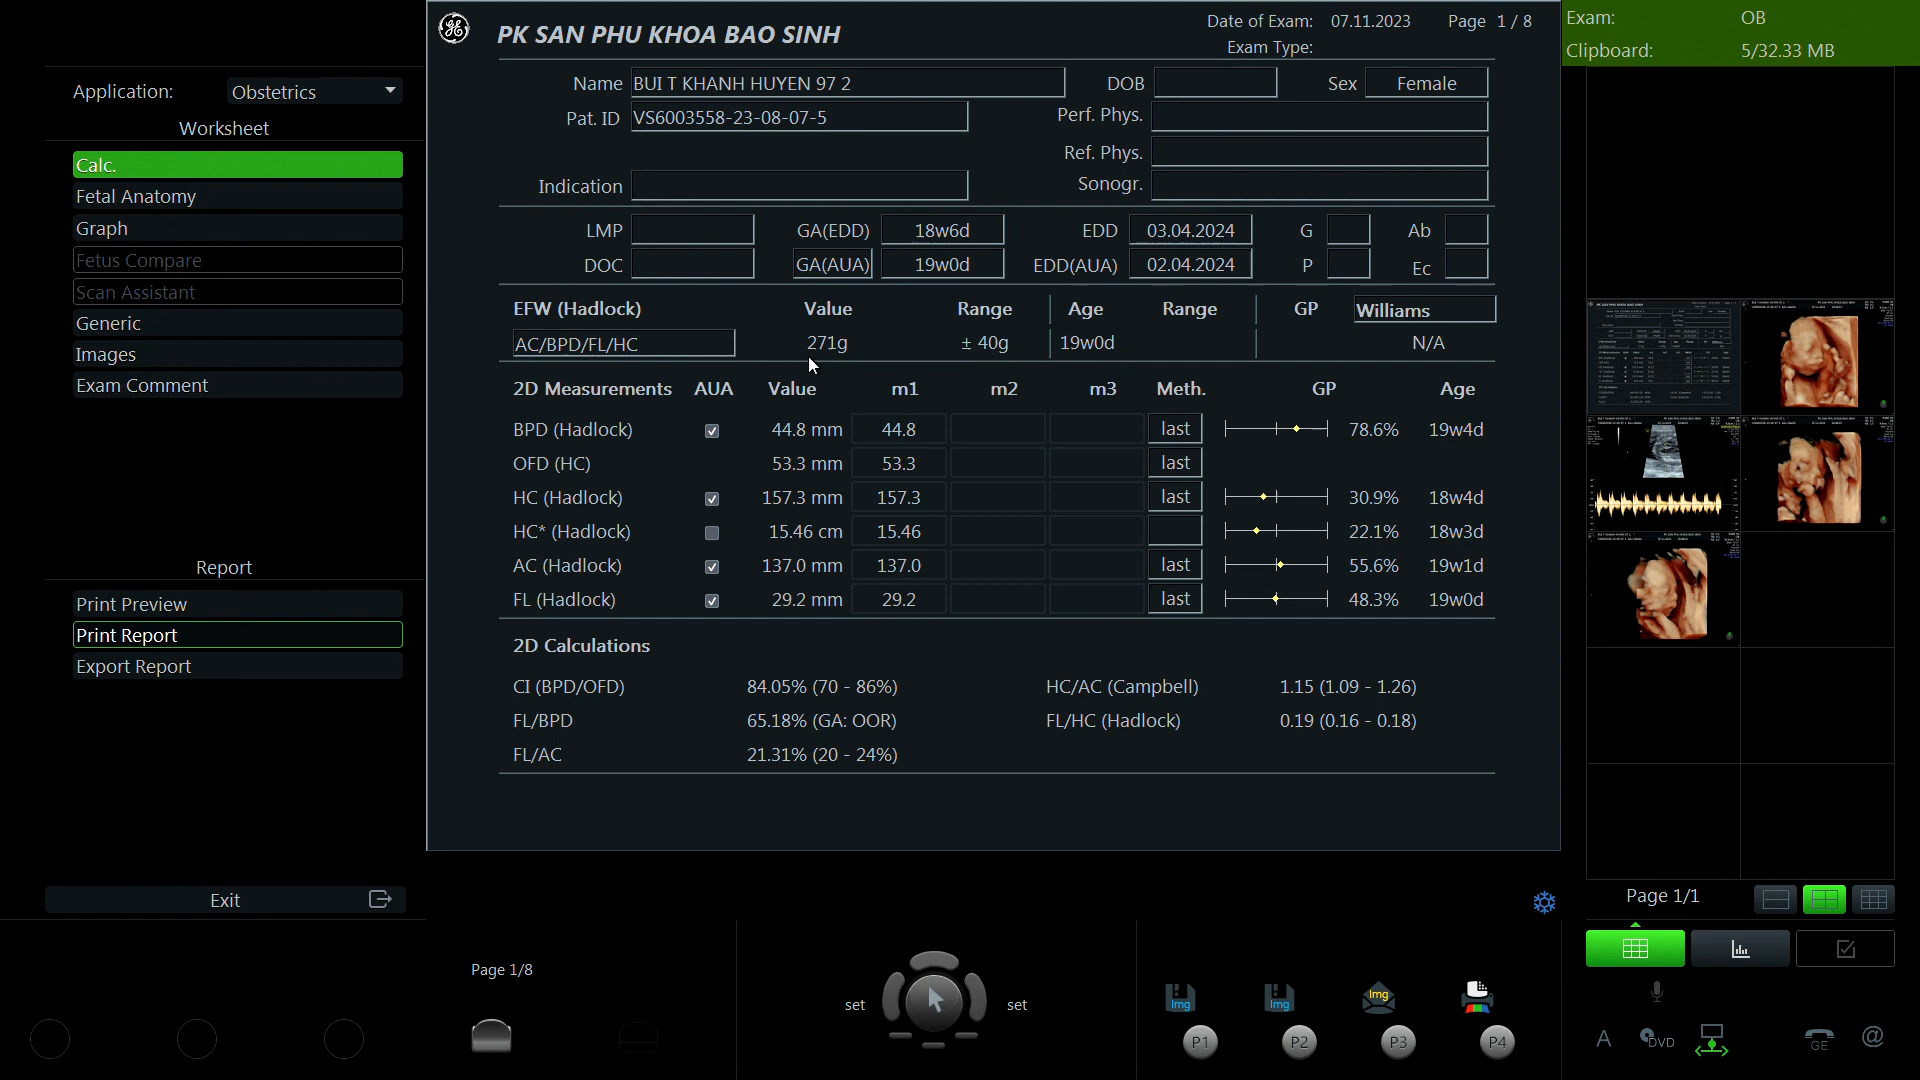 PK SAN PHU KHOA BAO SINH
Date of Exam: 07.11.2023 Page 1 / 8
Exam Type:
Exam: OB
Clipboard: 5/32.33 MB
Application: Obstetrics
Worksheet
Calc.
Fetal Anatomy
Graph
Fetus Compare
Scan Assistant
Generic
Images
Exam Comment
Report
Print Preview
Print Report
Export Report
Exit
Name BUI T KHANH HUYEN 97 2 DOB Sex Female
Pat. ID VS6003558-23-08-07-5 Perf. Phys.
Ref. Phys.
Indication Sonogr.
LMP GA(EDD) 18w6d EDD 03.04.2024 G Ab
DOC GA(AUA) 19w0d EDD(AUA) 02.04.2024 P Ec
EFW (Hadlock) Value Range Age Range GP Williams
AC/BPD/FL/HC 271g ± 40g 19w0d N/A
2D Measurements AUA Value m1 m2 m3 Meth. GP Age
BPD (Hadlock) 44.8 mm 44.8 last 78.6% 19w4d
OFD (HC) 53.3 mm 53.3 last
HC (Hadlock) 157.3 mm 157.3 last 30.9% 18w4d
HC* (Hadlock) 15.46 cm 15.46 22.1% 18w3d
AC (Hadlock) 137.0 mm 137.0 last 55.6% 19w1d
FL (Hadlock) 29.2 mm 29.2 last 48.3% 19w0d
2D Calculations
CI (BPD/OFD) 84.05% (70 - 86%) HC/AC (Campbell) 1.15 (1.09 - 1.26)
FL/BPD 65.18% (GA: OOR) FL/HC (Hadlock) 0.19 (0.16 - 0.18)
FL/AC 21.31% (20 - 24%)
Page 1/1
Page 1/8
set set
Img Img Img
P1 P2 P3 P4
A DVD GE @